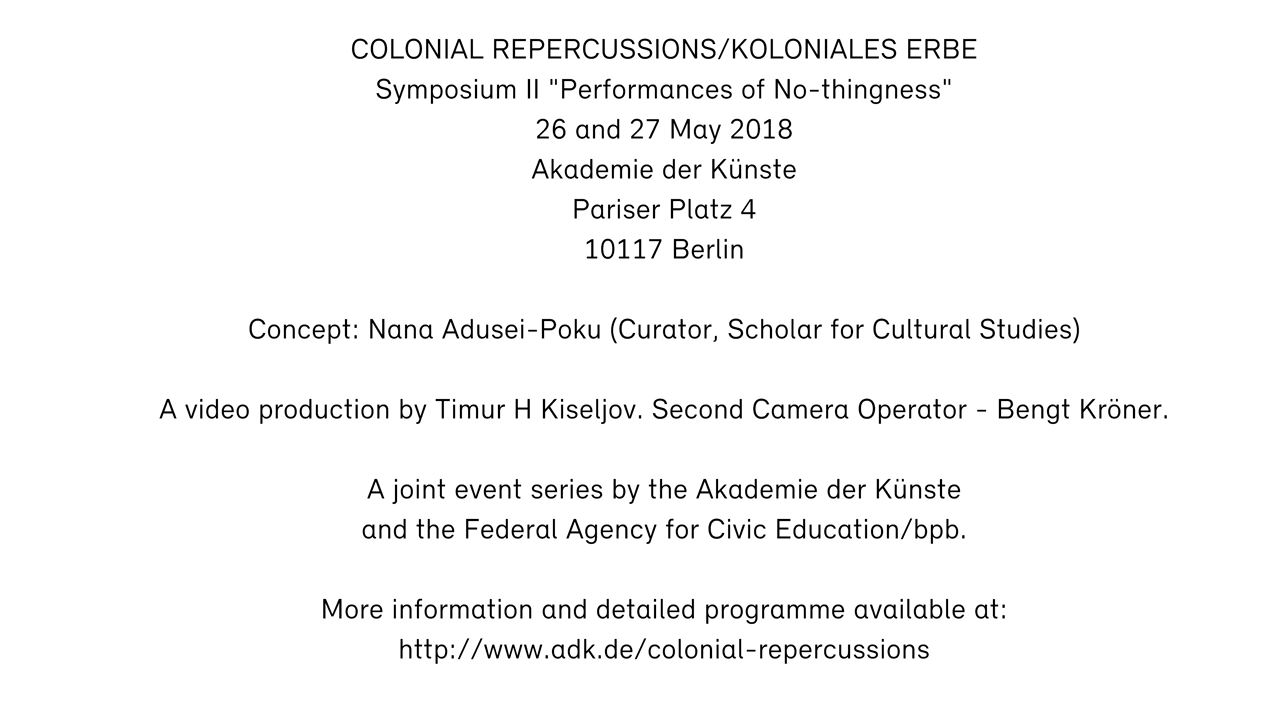 COLONIAL REPERCUSSIONS/KOLONIALES ERBE
Symposium II "Performances of No-thingness"
26 and 27 May 2018
Akademie der Künste
Pariser Platz 4
10117 Berlin
Concept: Nana Adusei-Poku (Curator, Scholar for Cultural Studies)
A video production by Timur H Kiseljov. Second Camera Operator - Bengt Kröner.
A joint event series by the Akademie der Künste
and the Federal Agency for Civic Education/bpb.
More information and detailed programme available at:
http://www.adk.de/colonial-repercussions